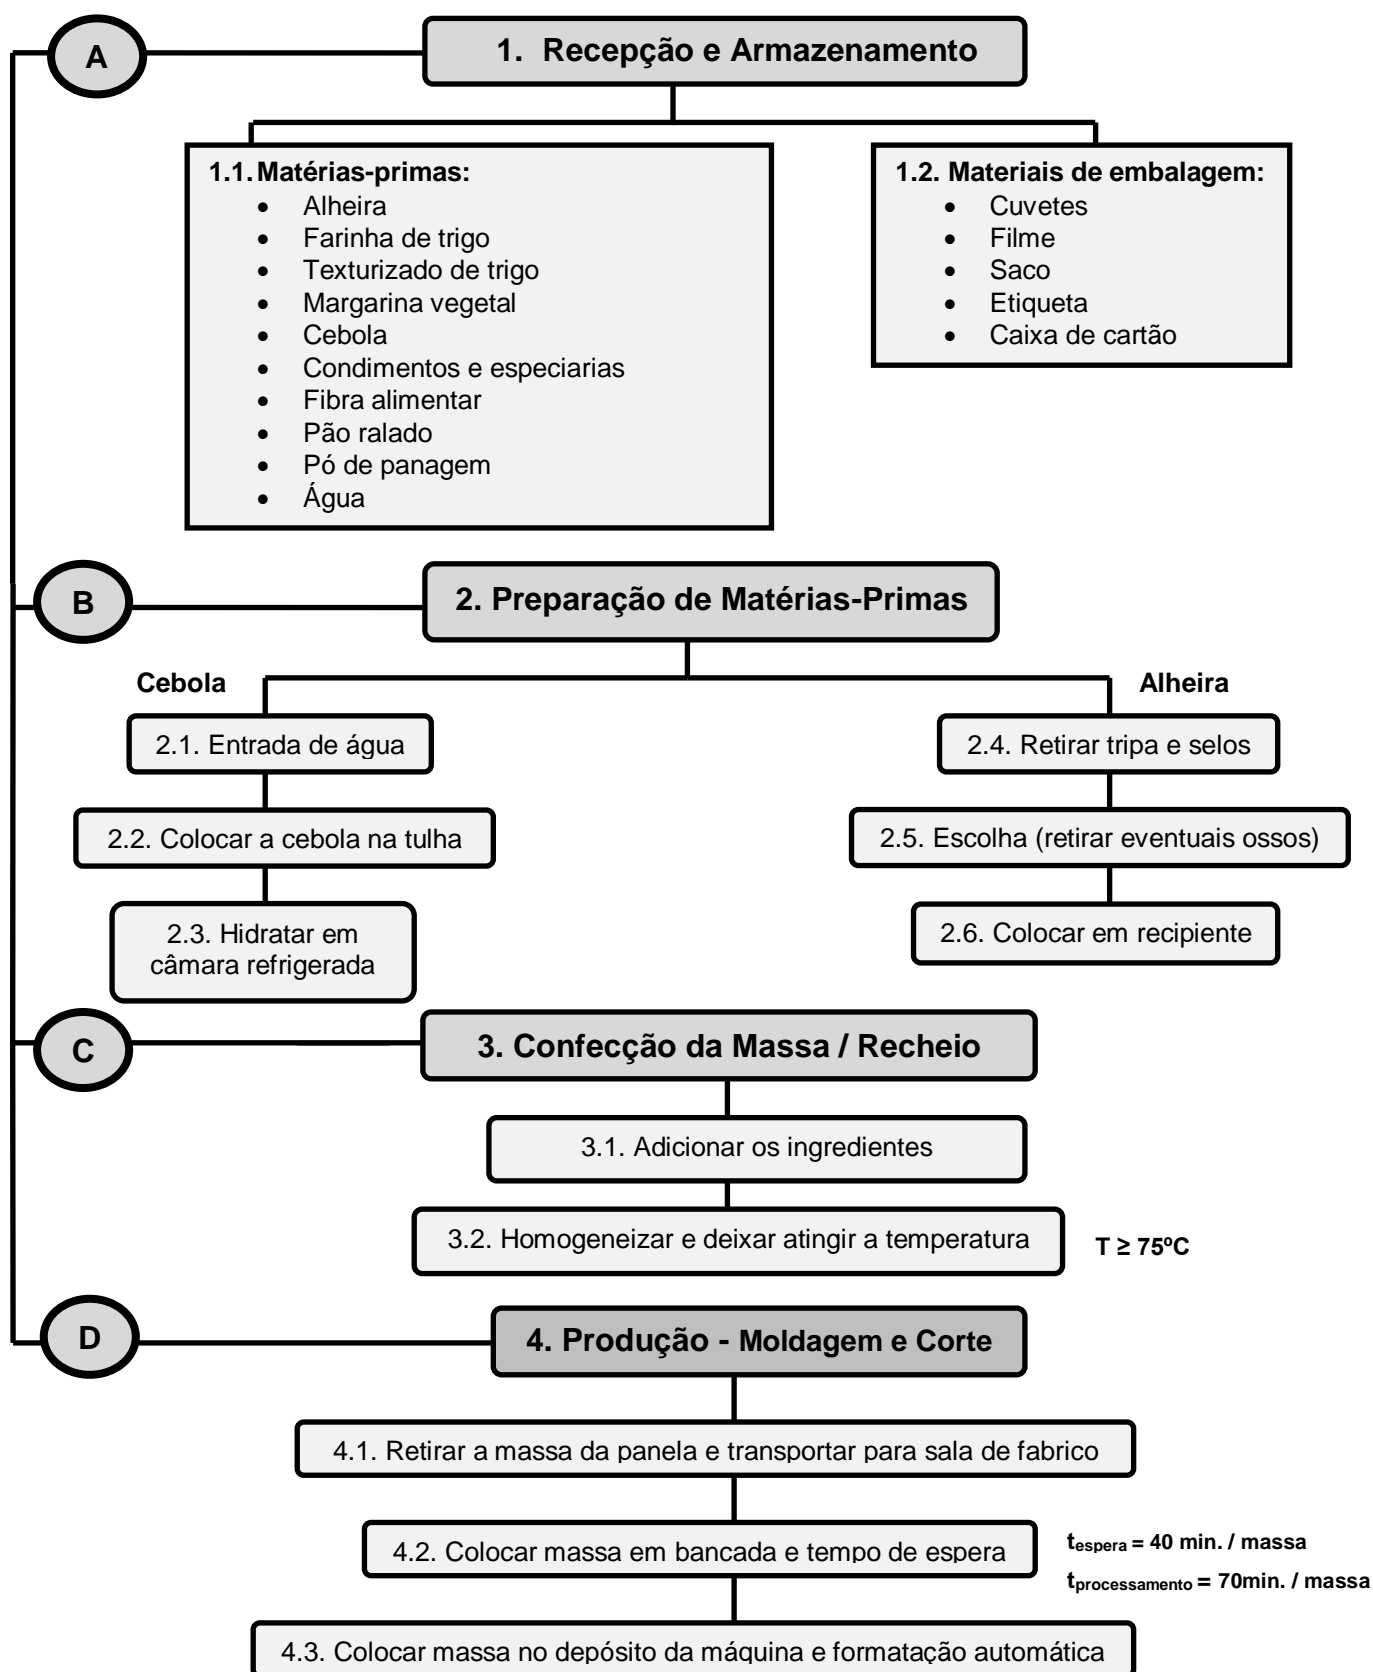 A
1. Recepção e Armazenamento
1.1. Matérias-primas:
• Alheira
• Farinha de trigo
• Texturizado de trigo
• Margarina vegetal
• Cebola
• Condimentos e especiarias
• Fibra alimentar
• Pão ralado
• Pó de panagem
• Água
1.2. Materiais de embalagem:
• Cuvetes
• Filme
• Saco
• Etiqueta
• Caixa de cartão
B
2. Preparação de Matérias-Primas
Cebola
2.1. Entrada de água
2.2. Colocar a cebola na tulha
2.3. Hidratar em
câmara refrigerada
Alheira
2.4. Retirar tripa e selos
2.5. Escolha (retirar eventuais ossos)
2.6. Colocar em recipiente
C
3. Confecção da Massa / Recheio
3.1. Adicionar os ingredientes
3.2. Homogeneizar e deixar atingir a temperatura
T ≥ 75ºC
D
4. Produção - Moldagem e Corte
4.1. Retirar a massa da panela e transportar para sala de fabrico
4.2. Colocar massa em bancada e tempo de espera
tespera = 40 min. / massa
tprocessamento = 70min. / massa
4.3. Colocar massa no depósito da máquina e formatação automática